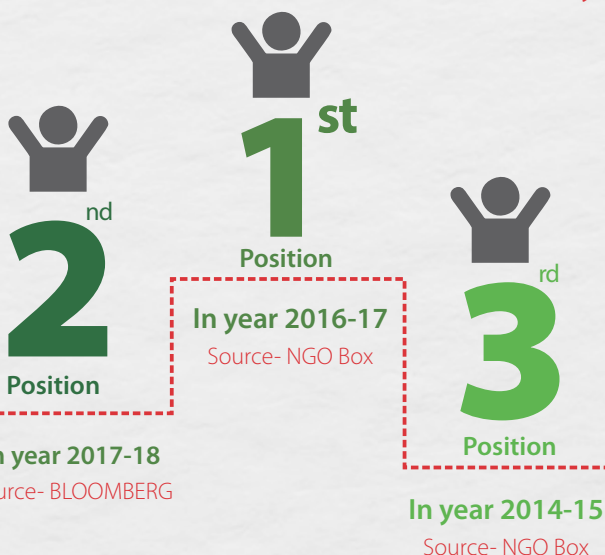 1st
Position
In year 2016-17
Source- NGO Box
2nd
Position
year 2017-18
BLOOMBERG
3rd
Position
In year 2014-15
Source- NGO Box